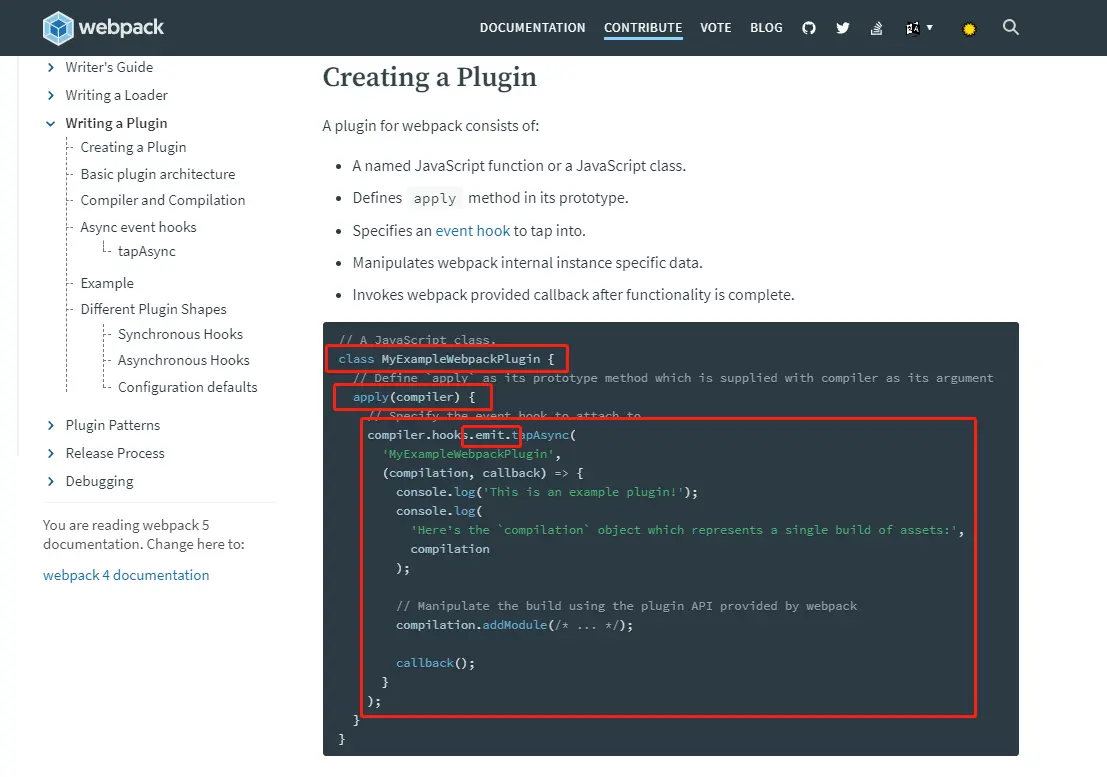 webpack
DOCUMENTATION CONTRIBUTE VOTE BLOG
Writer's Guide
Writing a Loader
Writing a Plugin
Creating a Plugin
Basic plugin architecture
Compiler and Compilation
Async event hooks
tapAsync
Example
Different Plugin Shapes
Synchronous Hooks
Asynchronous Hooks
Configuration defaults
Plugin Patterns
Release Process
Debugging
You are reading webpack 5
documentation. Change here to:
webpack 4 documentation
Creating a Plugin
A plugin for webpack consists of:
• A named JavaScript function or a JavaScript class.
• Defines apply method in its prototype.
• Specifies an event hook to tap into.
• Manipulates webpack internal instance specific data.
• Invokes webpack provided callback after functionality is complete.
// A JavaScript class.
class MyExampleWebpackPlugin {
// Define `apply` as its prototype method which is supplied with compiler as its argument
apply(compiler) {
// Specify the event hook to attach to
compiler.hooks.emit.tapAsync(
'MyExampleWebpackPlugin',
(compilation, callback) => {
console.log('This is an example plugin!');
console.log(
'Here's the `compilation` object which represents a single build of assets:',
compilation
);
// Manipulate the build using the plugin API provided by webpack
compilation.addModule(/* ... */);
callback();
}
);
}
}